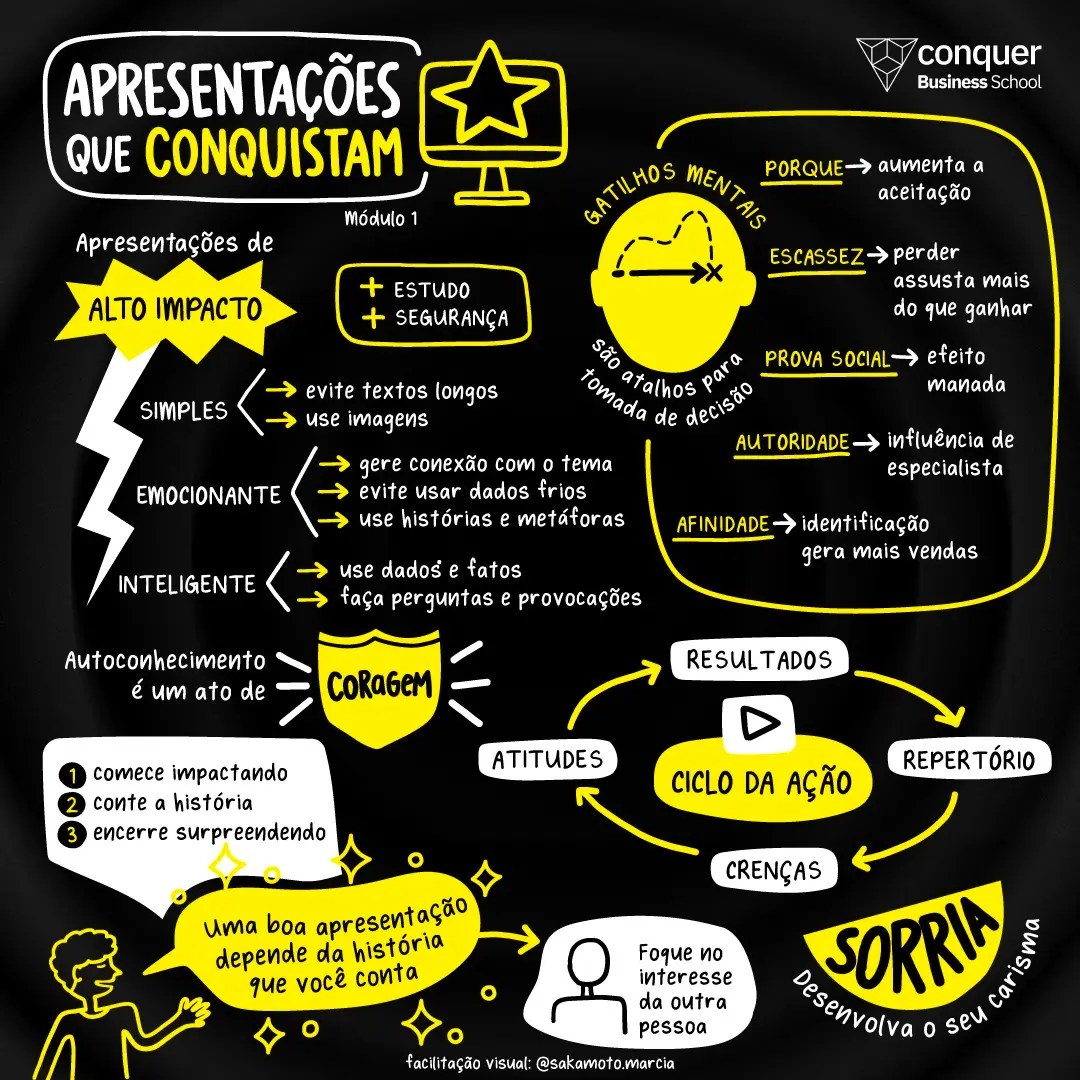 APRESENTAÇÕES
QUE CONQUISTAM
Módulo 1
conquer
Business School
Apresentações de
ALTO IMPACTO
+ ESTUDO
+ SEGURANÇA
SIMPLES
→ evite textos longos
→ use imagens
EMOCIONANTE
→ gere conexão com o tema
→ evite usar dados frios
→ use histórias e metáforas
INTELIGENTE
→ use dados e fatos
→ faça perguntas e provocações
GATILHOS MENTAIS
são atalhos para
tomada de decisão
PORQUE → aumenta a
aceitação
ESCASSEZ → perder
assusta mais
do que ganhar
PROVA SOCIAL → efeito
manada
AUTORIDADE → influência de
especialista
AFINIDADE → identificação
gera mais vendas
Autoconhecimento
é um ato de
CORAGEM
RESULTADOS
REPERTÓRIO
CRENÇAS
ATITUDES
CICLO DA AÇÃO
1 comece impactando
2 conte a história
3 encerre surpreendendo
Uma boa apresentação
depende da história
que você conta
Foque no
interesse
da outra
pessoa
SORRIA
Desenvolva o seu carisma
facilitação visual: @sakamoto.marcia